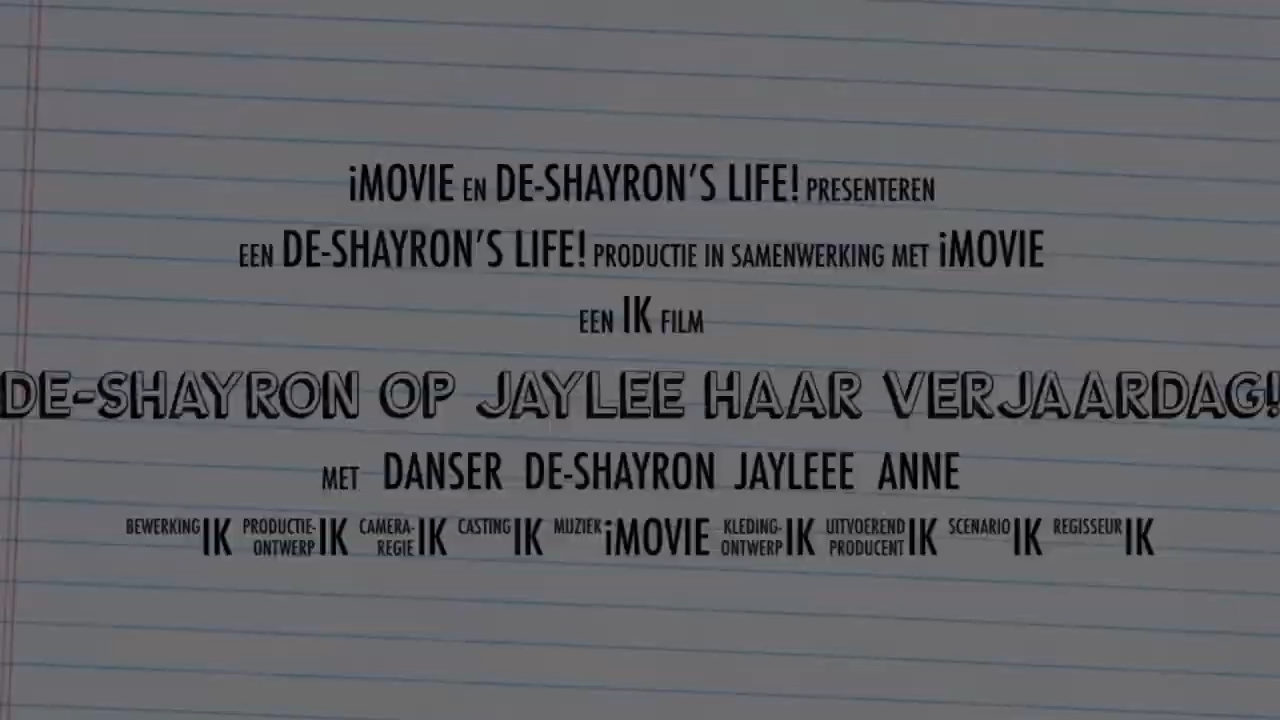 iMOVIE EN DE-SHAYRON'S LIFE! PRESENTEREN
EEN DE-SHAYRON'S LIFE! PRODUCTIE IN SAMENWERKING MET iMOVIE
EEN IK FILM
DE-SHAYRON OP JAYLEE HAAR VERJAARDAG!
MET DANSER DE-SHAYRON JAYLEEE ANNE
BEWERKING IK PRODUCTIE-ONTWERP IK CAMERA-REGIE IK CASTING IK MUZIEK iMOVIE KLEDING-ONTWERP IK UITVOEREND PRODUCENT IK SCENARIO IK REGISSEUR IK